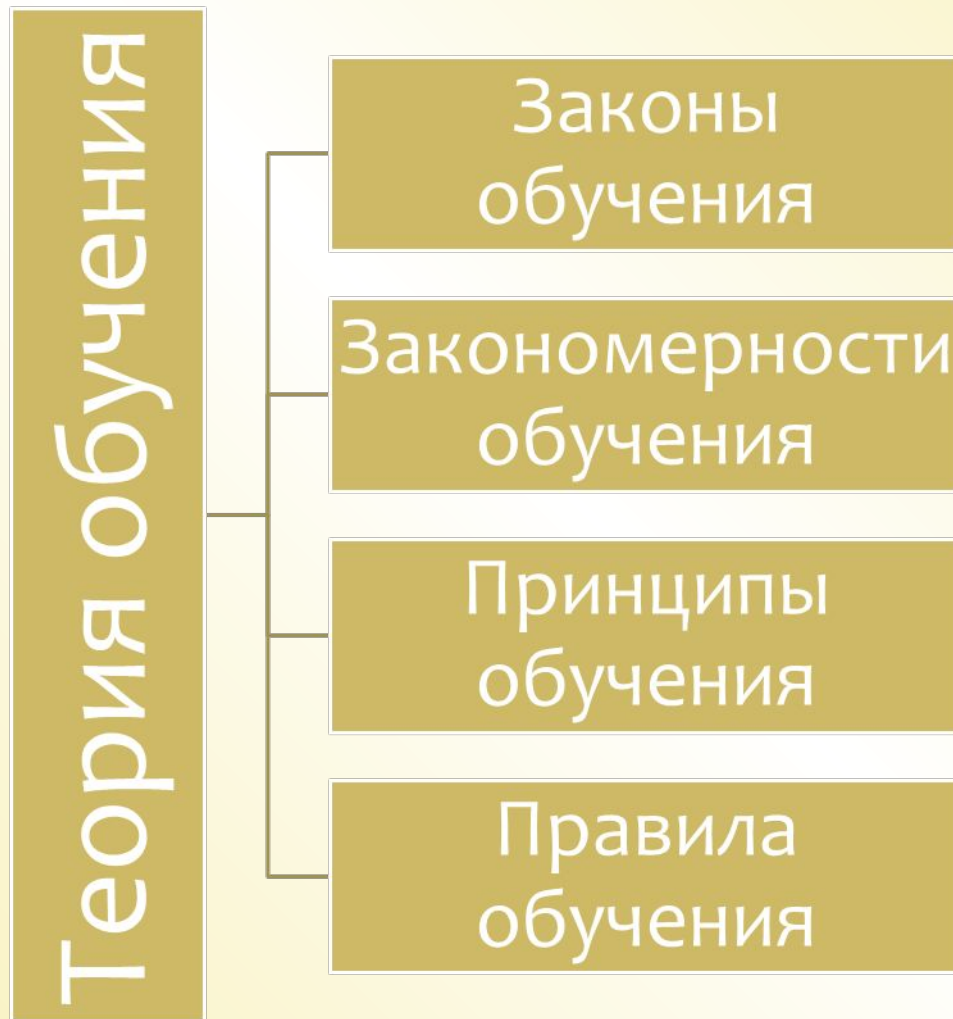 Теория обучения
Законы
обучения
Закономерности
обучения
Принципы
обучения
Правила
обучения